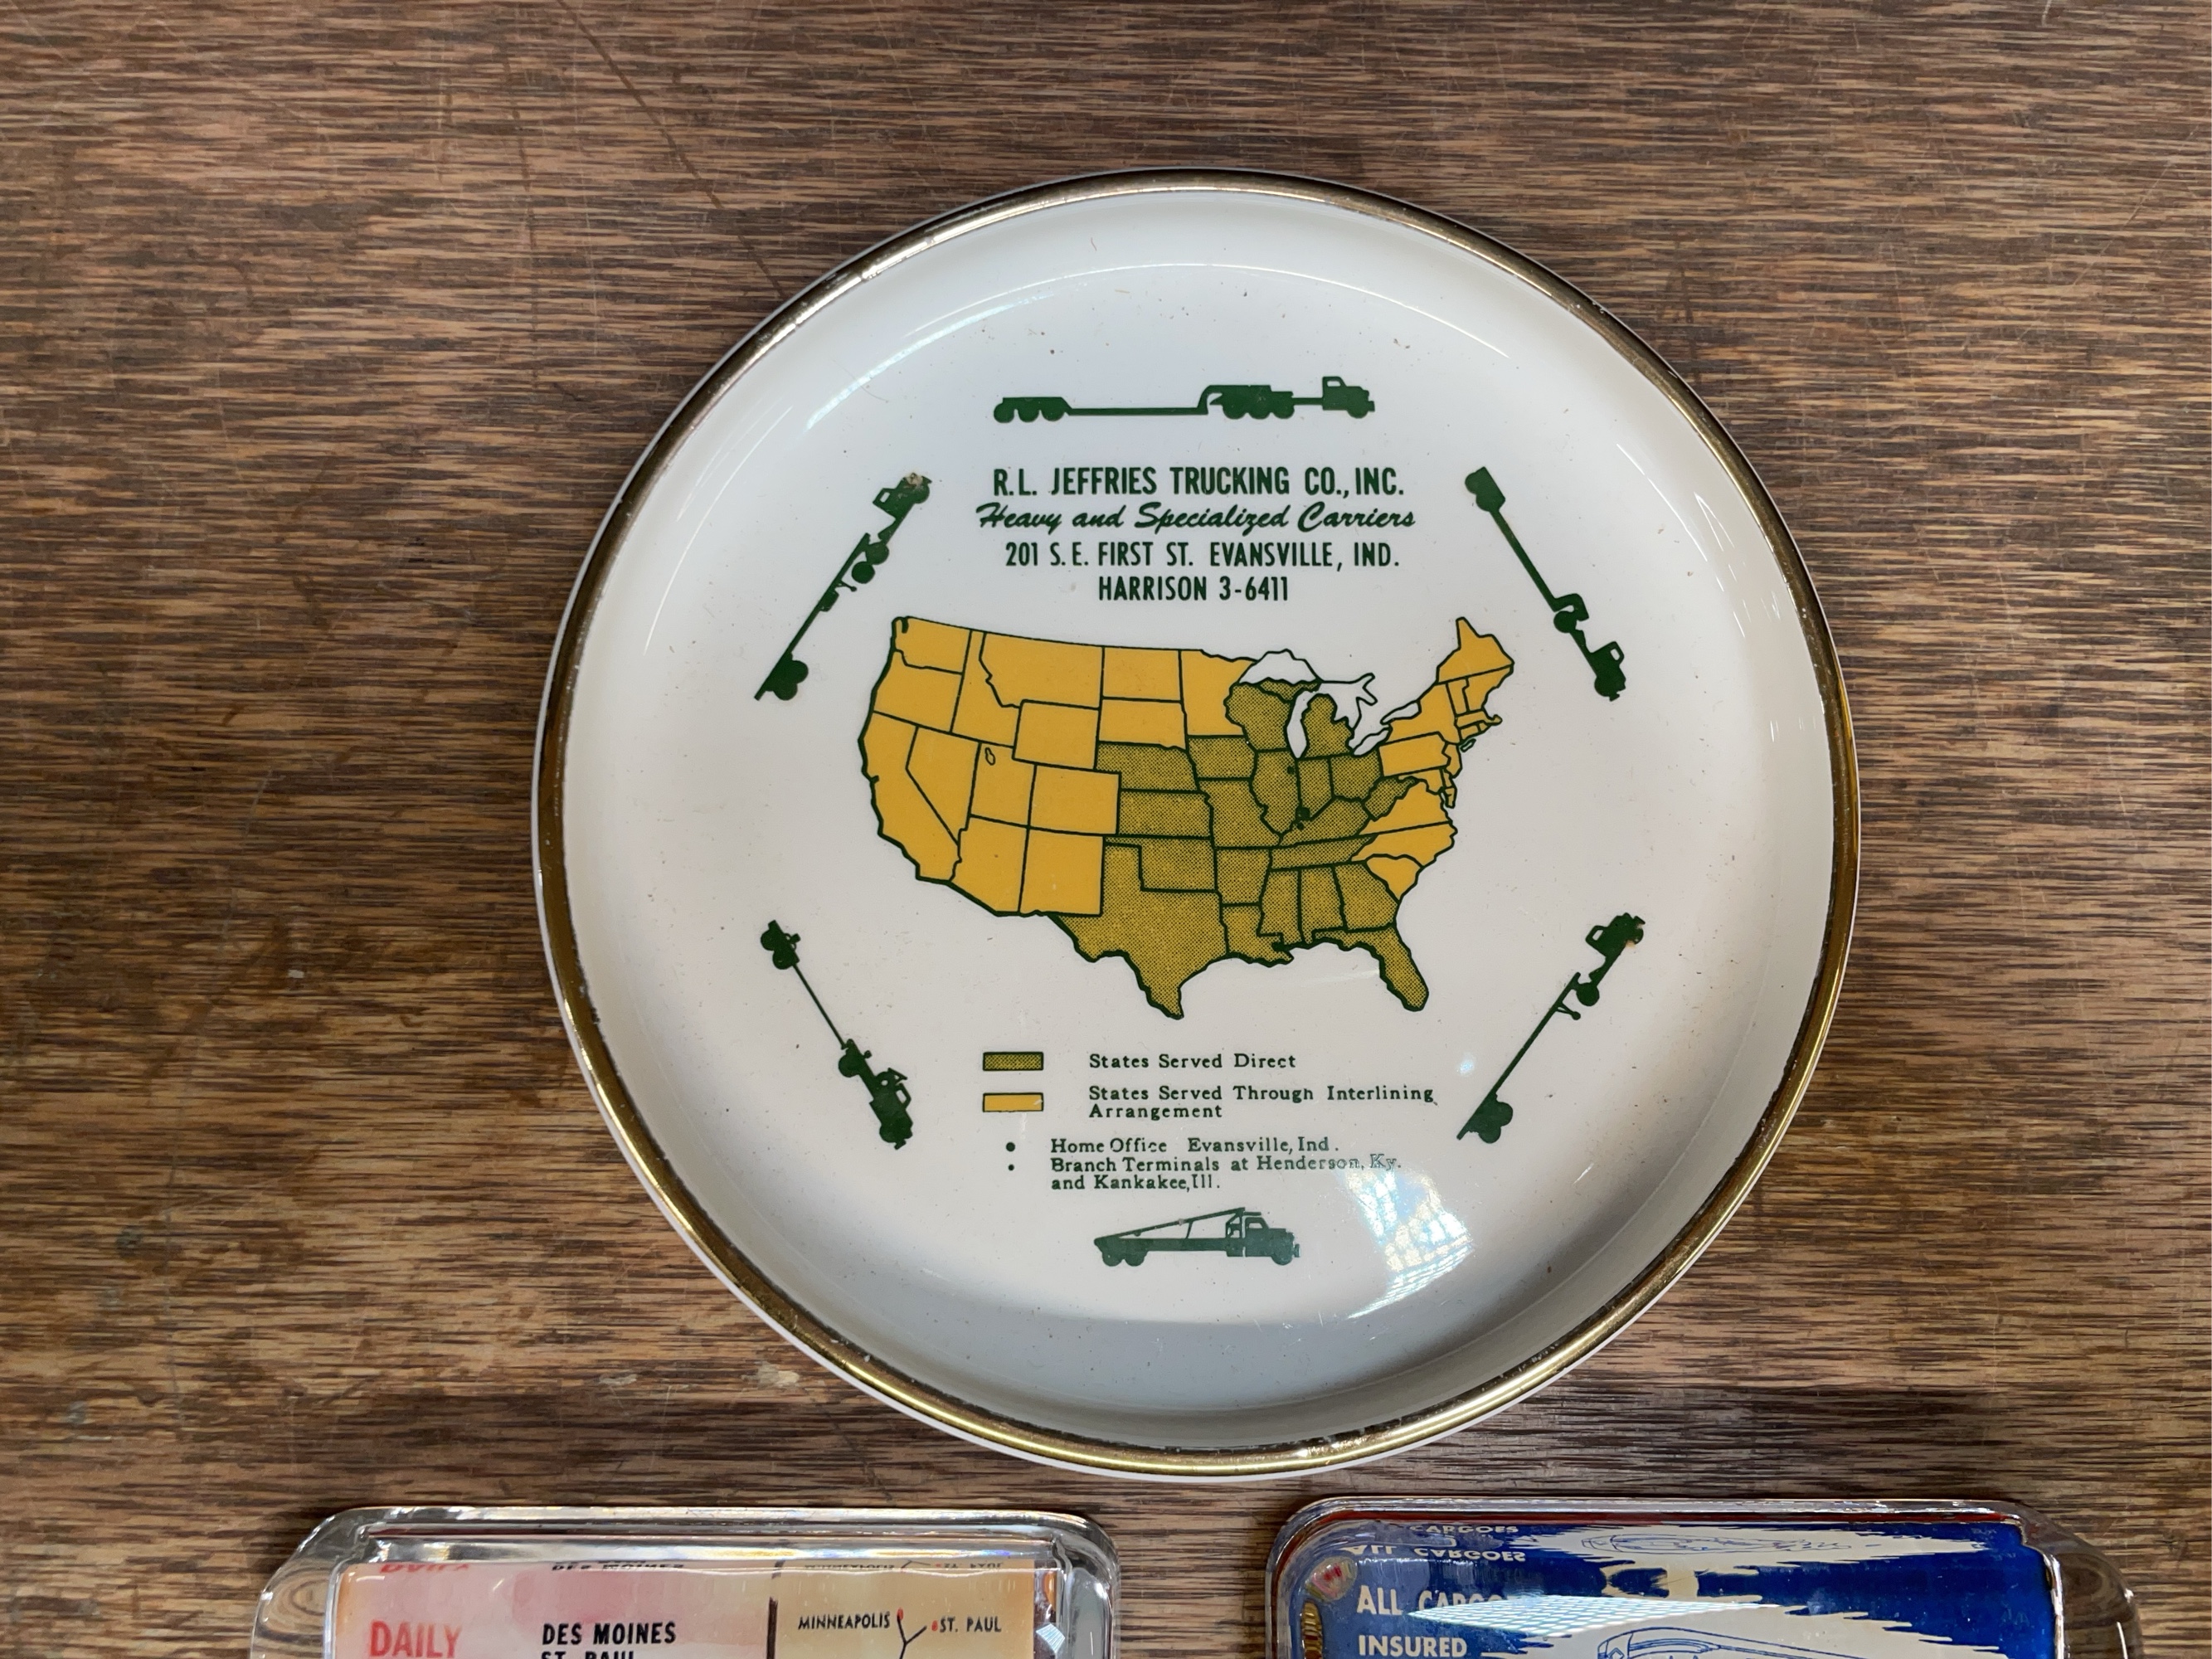 R.L. JEFFRIES TRUCKING CO., INC.
Heavy and Specialized Carriers
201 S.E. FIRST ST. EVANSVILLE, IND.
HARRISON 3-6411
States Served Direct
States Served Through Interlining
Arrangement
• Home Office Evansville, Ind.
• Branch Terminals at Henderson, Ky.
and Kankakee, Ill.
DAILY
DES MOINES
ST. PAUL
MINNEAPOLIS
ST. PAUL
ALL CARGOES
INSURED